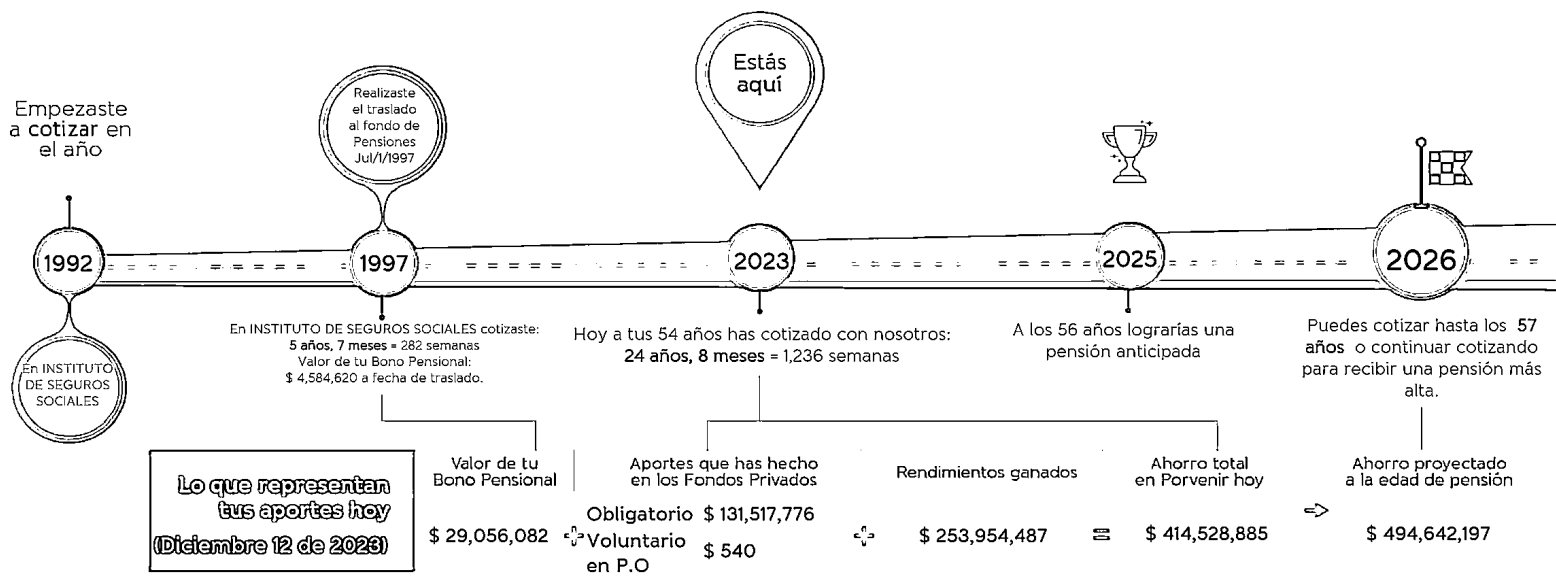 Empezaste
a cotizar en
el año
Realizaste
el traslado
al fondo de
Pensiones
Jul/1/1997
Estás
aquí
1992
1997
2023
2025
2026
En INSTITUTO
DE SEGUROS
SOCIALES
En INSTITUTO DE SEGUROS SOCIALES cotizaste:
5 años, 7 meses = 282 semanas
Valor de tu Bono Pensional:
$ 4,584,620 a fecha de traslado.
Hoy a tus 54 años has cotizado con nosotros:
24 años, 8 meses = 1,236 semanas
A los 56 años lograrías una
pensión anticipada
Puedes cotizar hasta los 57
años o continuar cotizando
para recibir una pensión más
alta.
Lo que representan
tus aportes hoy
(Diciembre 12 de 2023)
Valor de tu
Bono Pensional
$ 29,056,082
+
Aportes que has hecho
en los Fondos Privados
Obligatorio $ 131,517,776
Voluntario
en P.O $ 540
+
Rendimientos ganados
$ 253,954,487
=
Ahorro total
en Porvenir hoy
$ 414,528,885
⇨
Ahorro proyectado
a la edad de pensión
$ 494,642,197